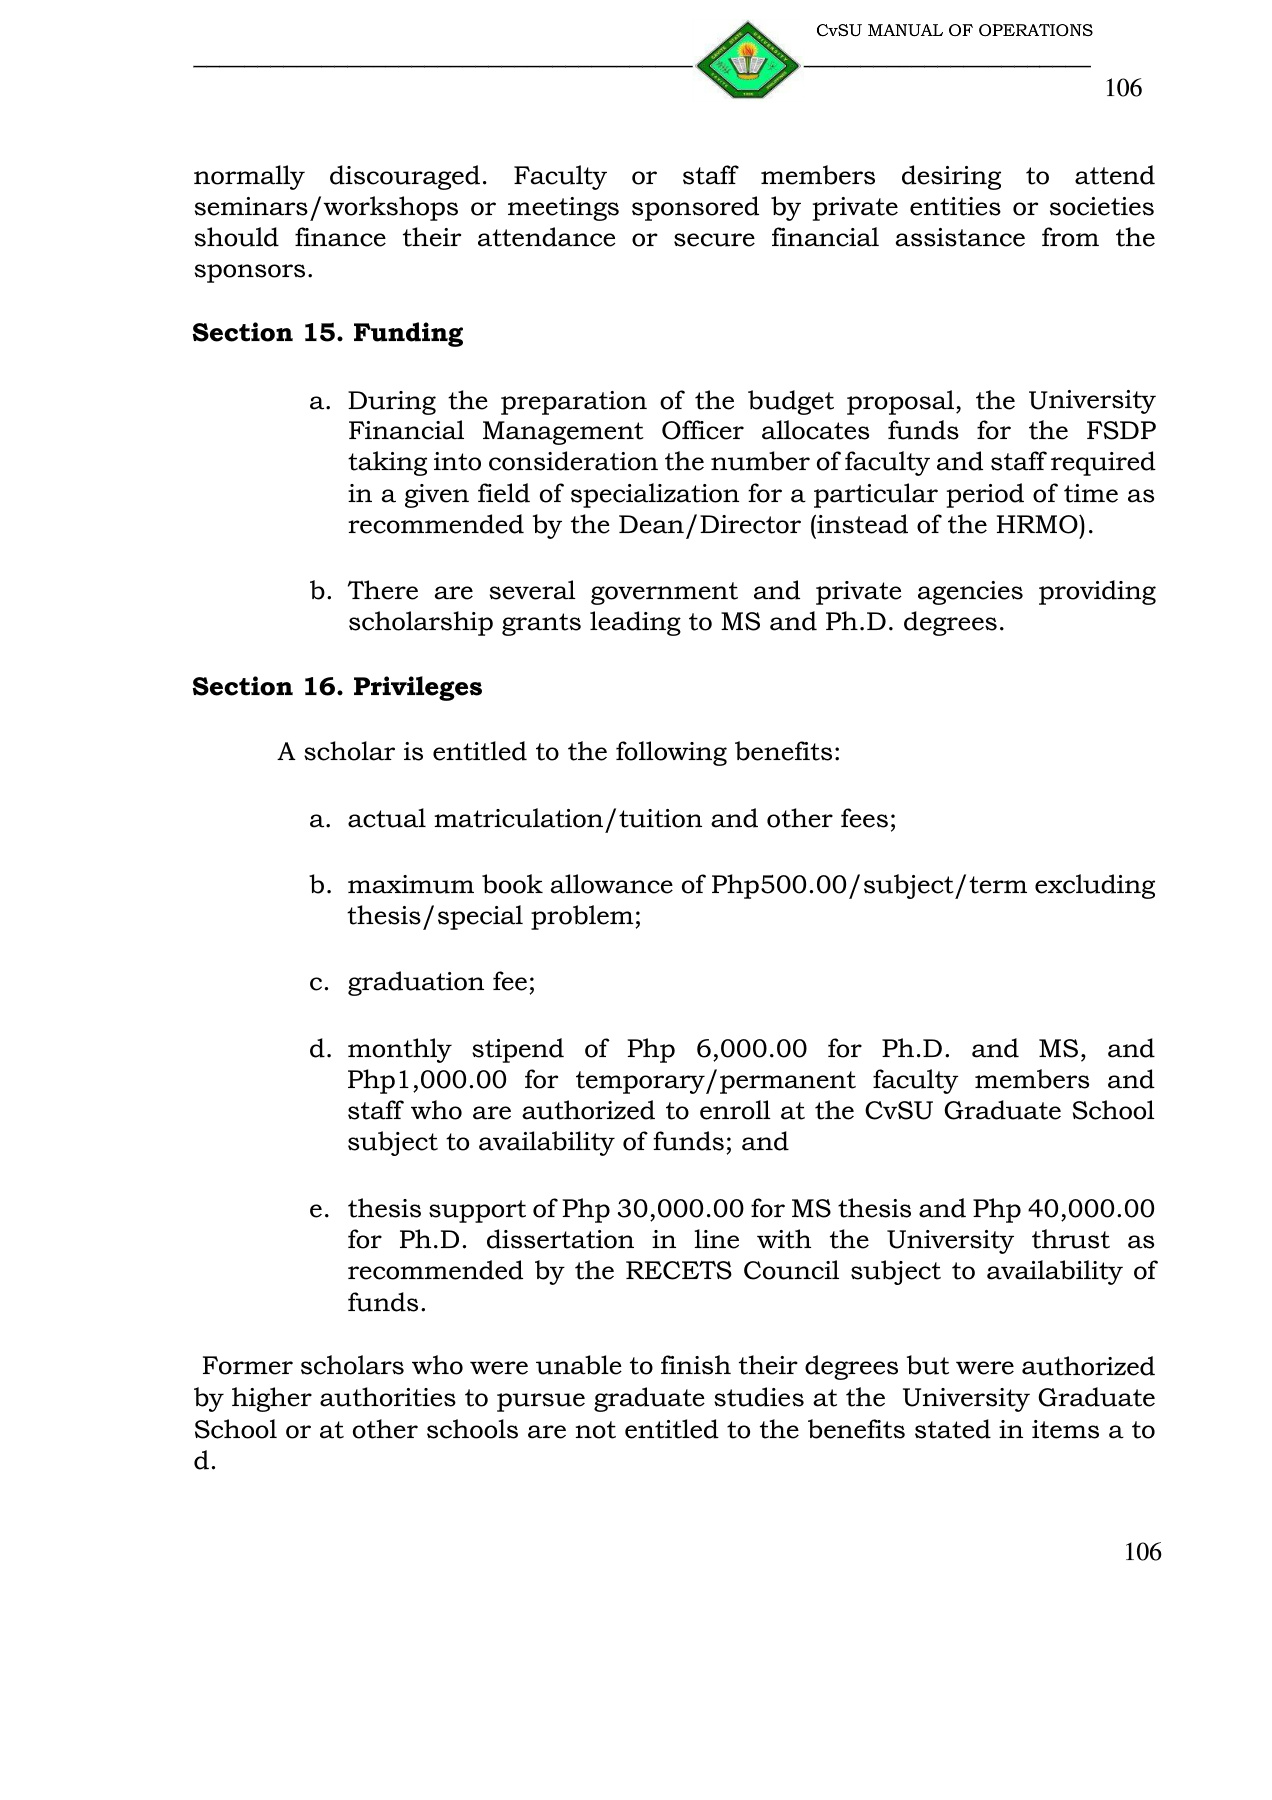 CvSU MANUAL OF OPERATIONS
106
normally discouraged. Faculty or staff members desiring to attend
seminars/workshops or meetings sponsored by private entities or societies
should finance their attendance or secure financial assistance from the
sponsors.
Section 15. Funding
a. During the preparation of the budget proposal, the University
Financial Management Officer allocates funds for the FSDP
taking into consideration the number of faculty and staff required
in a given field of specialization for a particular period of time as
recommended by the Dean/Director (instead of the HRMO).
b. There are several government and private agencies providing
scholarship grants leading to MS and Ph.D. degrees.
Section 16. Privileges
A scholar is entitled to the following benefits:
a. actual matriculation/tuition and other fees;
b. maximum book allowance of Php500.00/subject/term excluding
thesis/special problem;
c. graduation fee;
d. monthly stipend of Php 6,000.00 for Ph.D. and MS, and
Php1,000.00 for temporary/permanent faculty members and
staff who are authorized to enroll at the CvSU Graduate School
subject to availability of funds; and
e. thesis support of Php 30,000.00 for MS thesis and Php 40,000.00
for Ph.D. dissertation in line with the University thrust as
recommended by the RECETS Council subject to availability of
funds.
Former scholars who were unable to finish their degrees but were authorized
by higher authorities to pursue graduate studies at the University Graduate
School or at other schools are not entitled to the benefits stated in items a to
d.
106